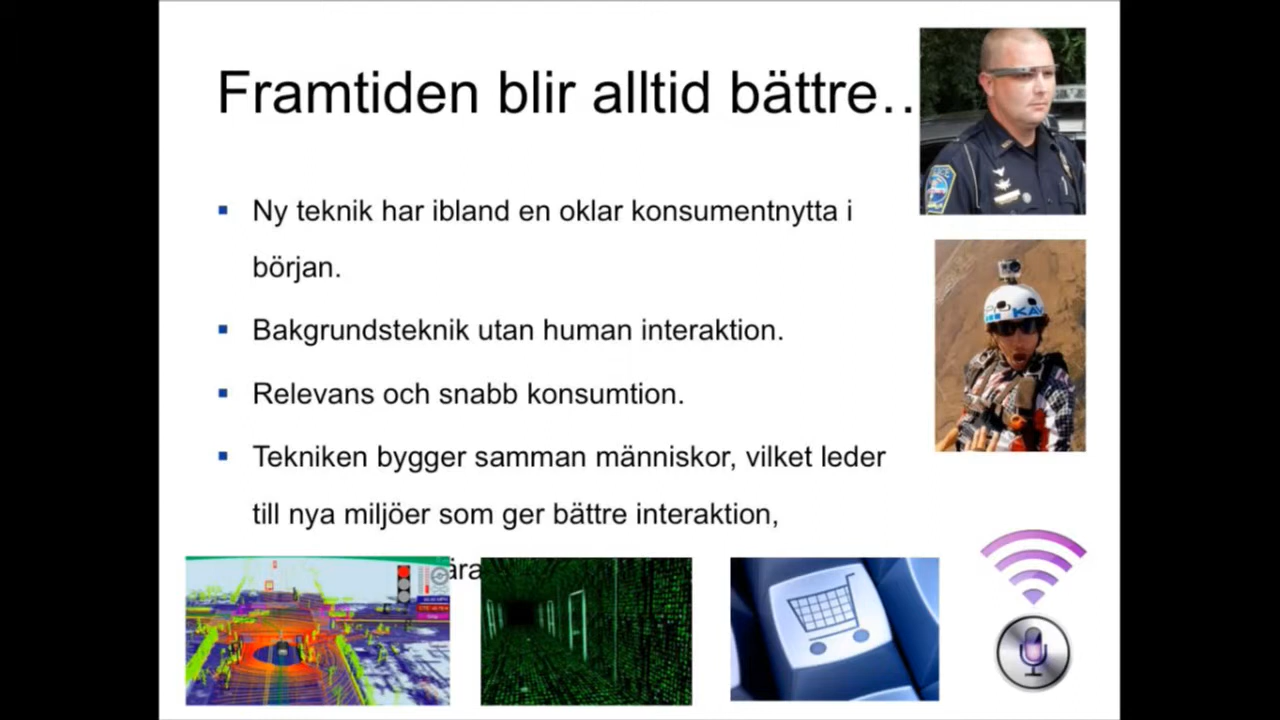 Framtiden blir alltid bättre..
Ny teknik har ibland en oklar konsumentnytta i
början.
Bakgrundsteknik utan human interaktion.
Relevans och snabb konsumtion.
Tekniken bygger samman människor, vilket leder
till nya miljöer som ger bättre interaktion,